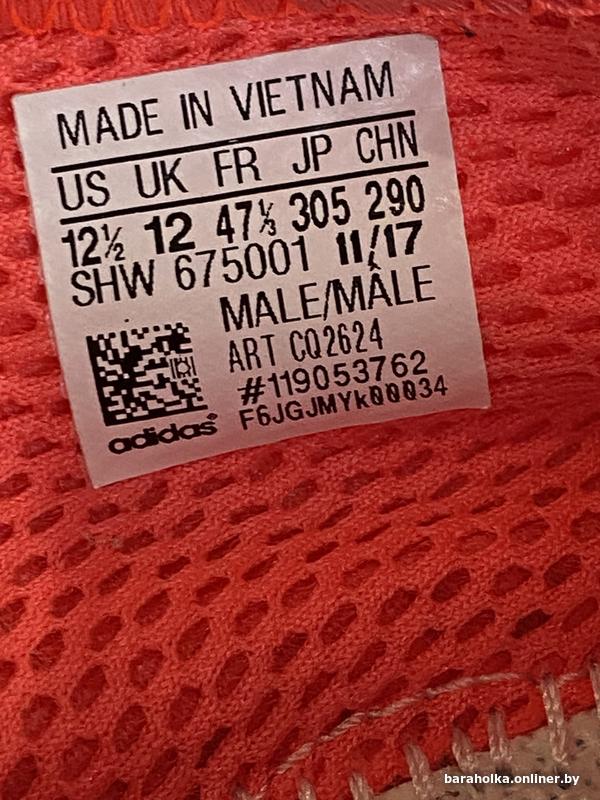 MADE IN VIETNAM
US UK FR JP CHN
12½ 12 47⅓ 305 290
SHW 675001 11/17
MALE/MÂLE
ART CQ2624
#119053762
F6JGJMYk00034
adidas
baraholka.onliner.by